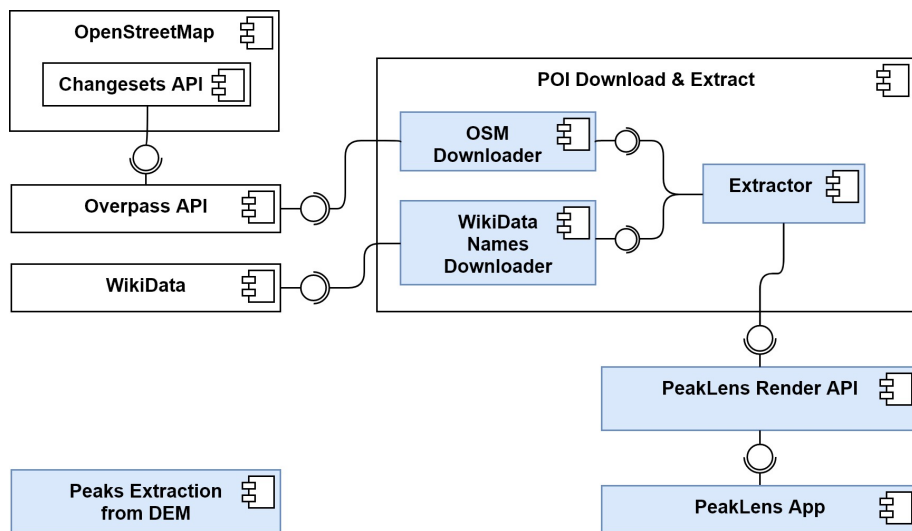 OpenStreetMap
Changesets API
POI Download & Extract
OSM
Downloader
Extractor
Overpass API
WikiData
Names
Downloader
WikiData
PeakLens Render API
Peaks Extraction
from DEM
PeakLens App